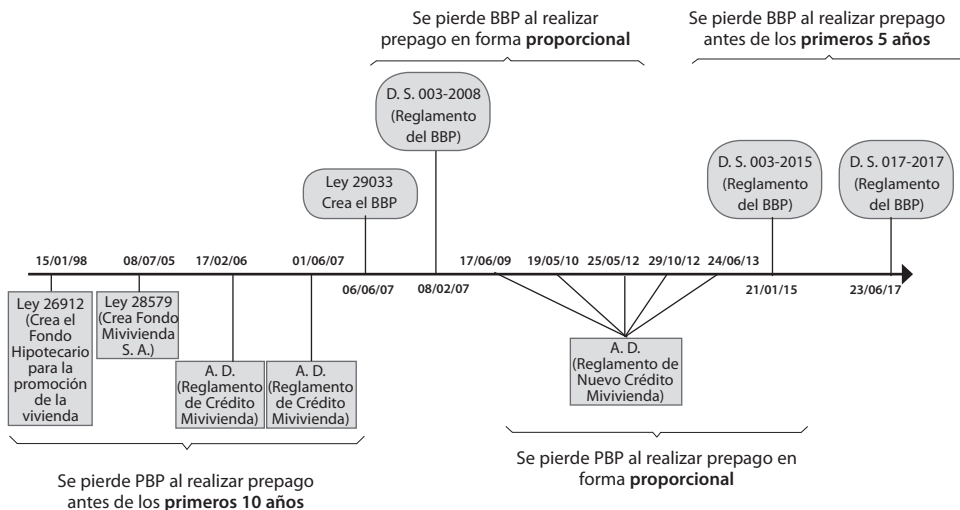 Se pierde BBP al realizar
prepago en forma proporcional
Se pierde BBP al realizar prepago
antes de los primeros 5 años
D. S. 003-2008
(Reglamento
del BBP)
Ley 29033
Crea el BBP
D. S. 003-2015
(Reglamento
del BBP)
D. S. 017-2017
(Reglamento
del BBP)
15/01/98
08/07/05
17/02/06
01/06/07
06/06/07
08/02/07
17/06/09
19/05/10
25/05/12
29/10/12
24/06/13
21/01/15
23/06/17
Ley 26912
(Crea el
Fondo
Hipotecario
para la
promoción
de la
vivienda
Ley 28579
(Crea Fondo
Mivivienda
S. A.)
A. D.
(Reglamento
de Crédito
Mivivienda)
A. D.
(Reglamento
de Crédito
Mivivienda)
A. D.
(Reglamento de
Nuevo Crédito
Mivivienda)
Se pierde PBP al realizar prepago
antes de los primeros 10 años
Se pierde PBP al realizar prepago en
forma proporcional